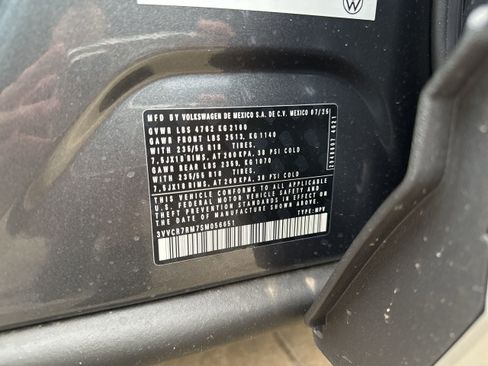 MFD BY VOLKSWAGEN DE MEXICO S.A. DE C.V. MEXICO 07/25
GVWR LBS 4762 KG 2160
GAWR FRONT LBS 2513, KG 1140
WITH 235/55 R18 TIRES,
7,5JX18 RIMS, AT 260KPA, 38 PSI COLD
GAWR REAR LBS 2359, KG 1070
WITH 235/55 R18 TIRES,
7,5JX18 RIMS, AT 260KPA, 38 PSI COLD
THIS VEHICLE CONFORMS TO ALL APPLICABLE
U.S. FEDERAL MOTOR VEHICLE SAFETY AND
THEFT PREVENTION STANDARDS IN EFFECT ON
THE DATE OF MANUFACTURE SHOWN ABOVE
3VVCR7RM7SM056651
TYPE: MPV